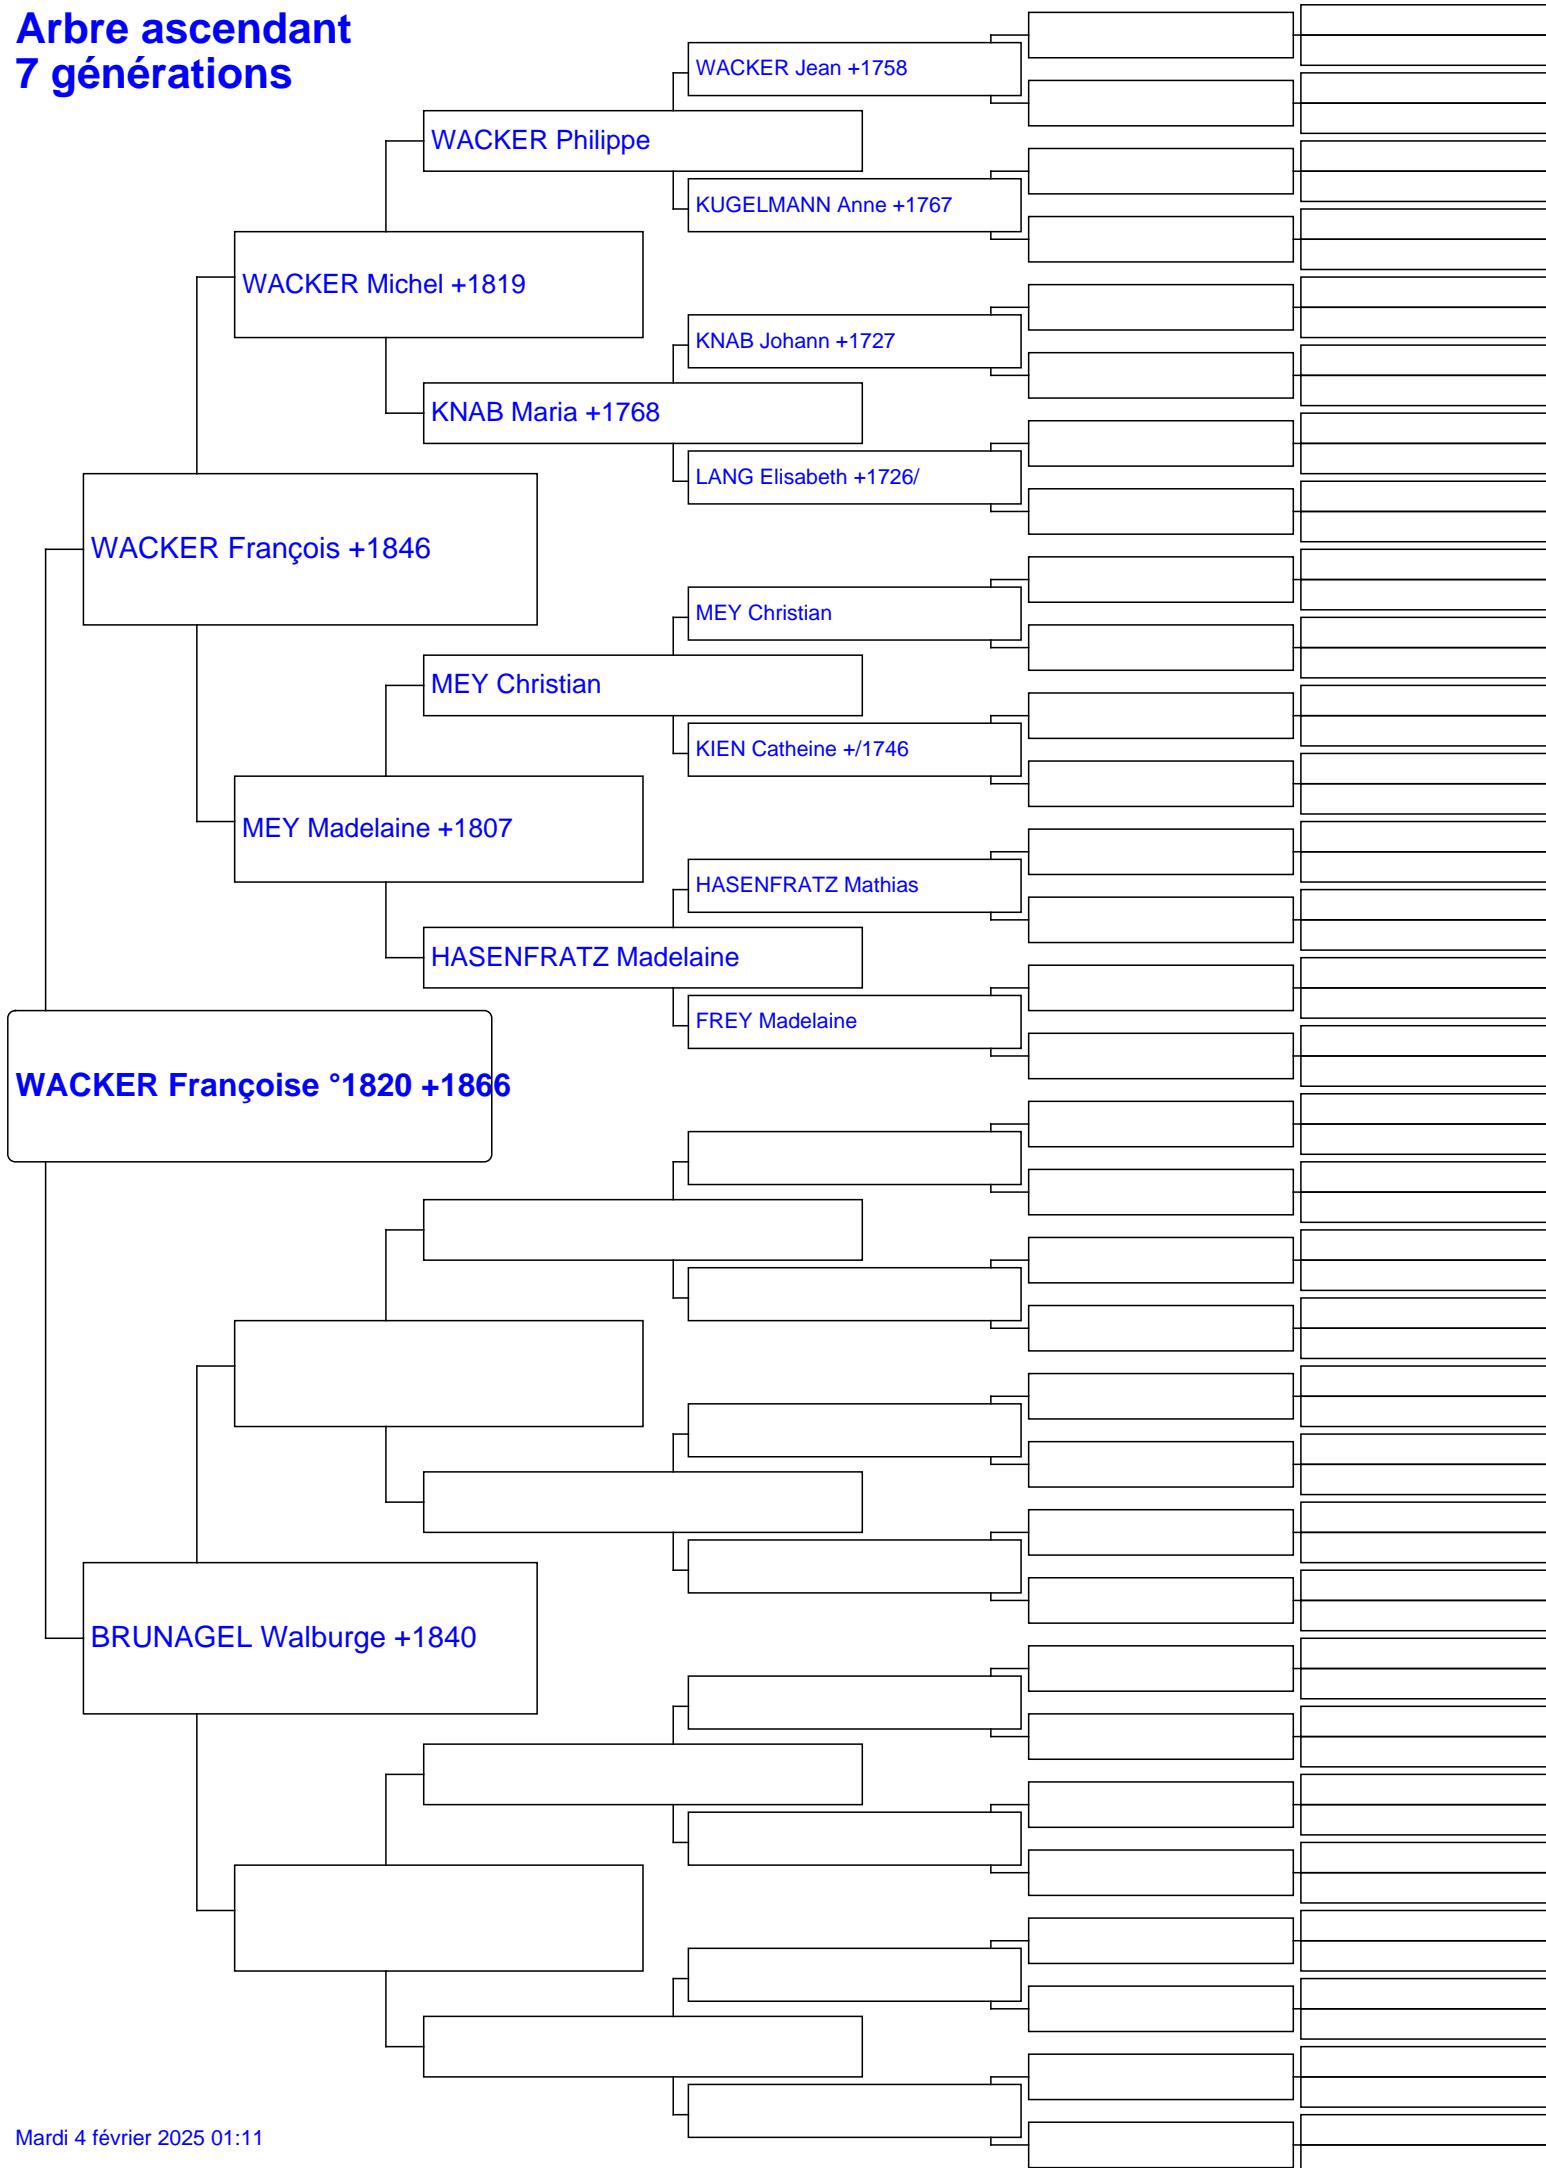 Arbre ascendant
7 générations
WACKER Jean +1758
WACKER Philippe
KUGELMANN Anne +1767
WACKER Michel +1819
KNAB Johann +1727
KNAB Maria +1768
LANG Elisabeth +1726/
WACKER François +1846
MEY Christian
MEY Christian
KIEN Catheine +/1746
MEY Madelaine +1807
HASENFRATZ Mathias
HASENFRATZ Madelaine
FREY Madelaine
WACKER Françoise °1820 +1866
BRUNAGEL Walburge +1840
Mardi 4 février 2025 01:11